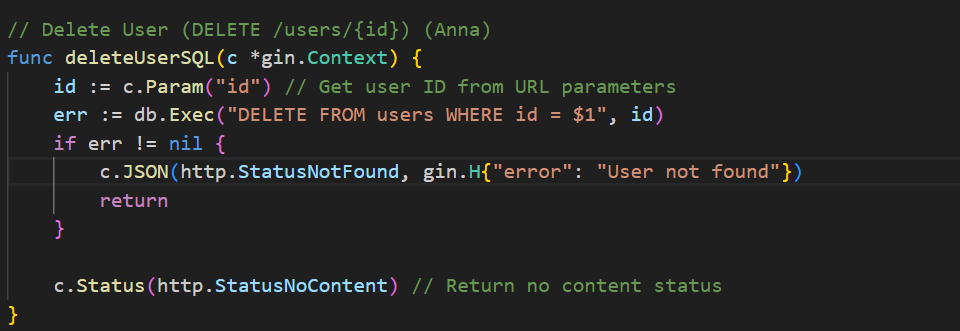 // Delete User (DELETE /users/{id}) (Anna)
func deleteUserSQL(c *gin.Context) {
    id := c.Param("id") // Get user ID from URL parameters
    err := db.Exec("DELETE FROM users WHERE id = $1", id)
    if err != nil {
        c.JSON(http.StatusNotFound, gin.H{"error": "User not found"})
        return
    }

    c.Status(http.StatusNoContent) // Return no content status
}